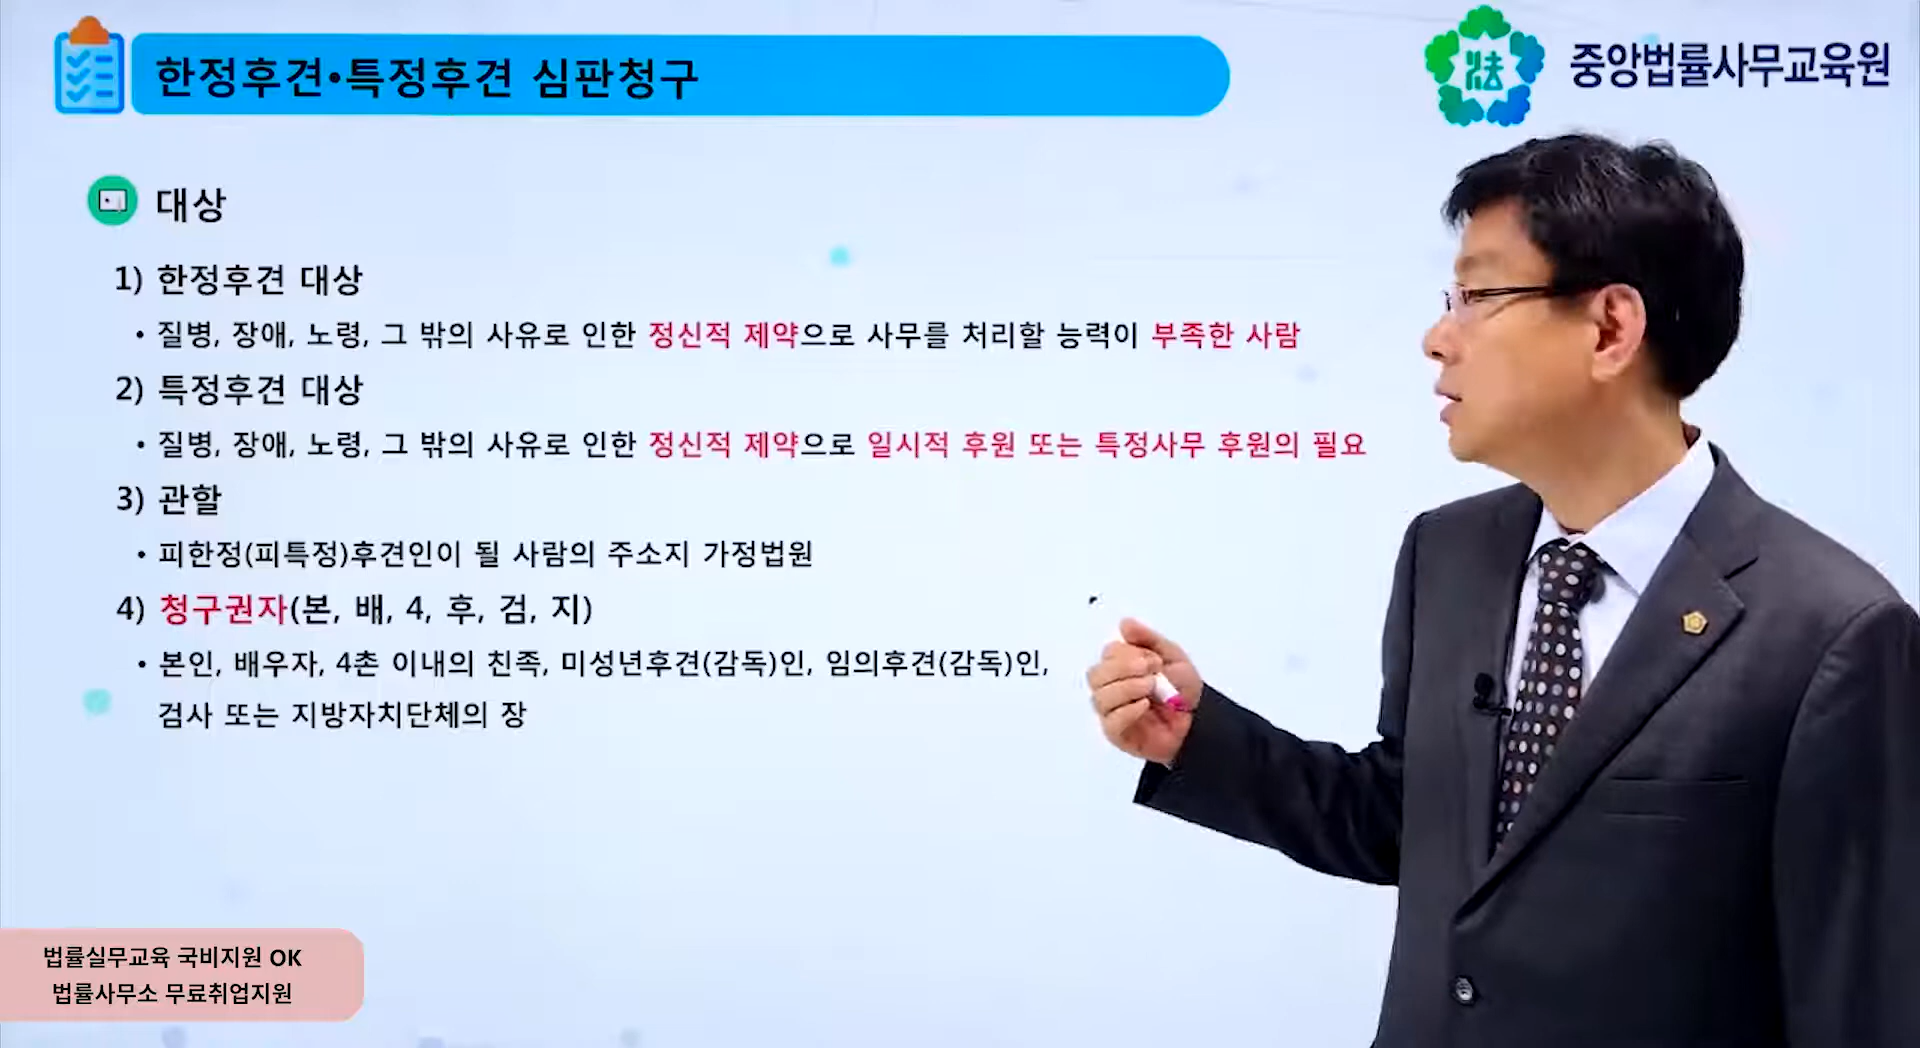 한정후견•특정후견 심판청구
중앙법률사무교육원
대상
1) 한정후견 대상
• 질병, 장애, 노령, 그 밖의 사유로 인한 정신적 제약으로 사무를 처리할 능력이 부족한 사람
2) 특정후견 대상
• 질병, 장애, 노령, 그 밖의 사유로 인한 정신적 제약으로 일시적 후원 또는 특정사무 후원의 필요
3) 관할
• 피한정(피특정)후견인이 될 사람의 주소지 가정법원
4) 청구권자(본, 배, 4, 후, 검, 지)
• 본인, 배우자, 4촌 이내의 친족, 미성년후견(감독)인, 임의후견(감독)인,
검사 또는 지방자치단체의 장
법률실무교육 국비지원 OK
법률사무소 무료취업지원